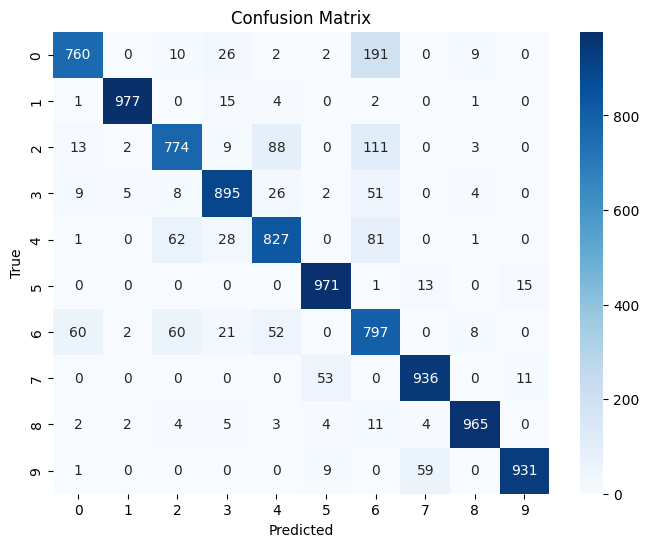 Confusion Matrix
0 760 0 10 26 2 2 191 0 9 0
1 1 977 0 15 4 0 2 0 1 0
2 13 2 774 9 88 0 111 0 3 0
3 9 5 8 895 26 2 51 0 4 0
4 1 0 62 28 827 0 81 0 1 0
5 0 0 0 0 0 971 1 13 0 15
6 60 2 60 21 52 0 797 0 8 0
7 0 0 0 0 0 53 0 936 0 11
8 2 2 4 5 3 4 11 4 965 0
9 1 0 0 0 0 9 0 59 0 931
0 1 2 3 4 5 6 7 8 9
True
Predicted
800
600
400
200
0